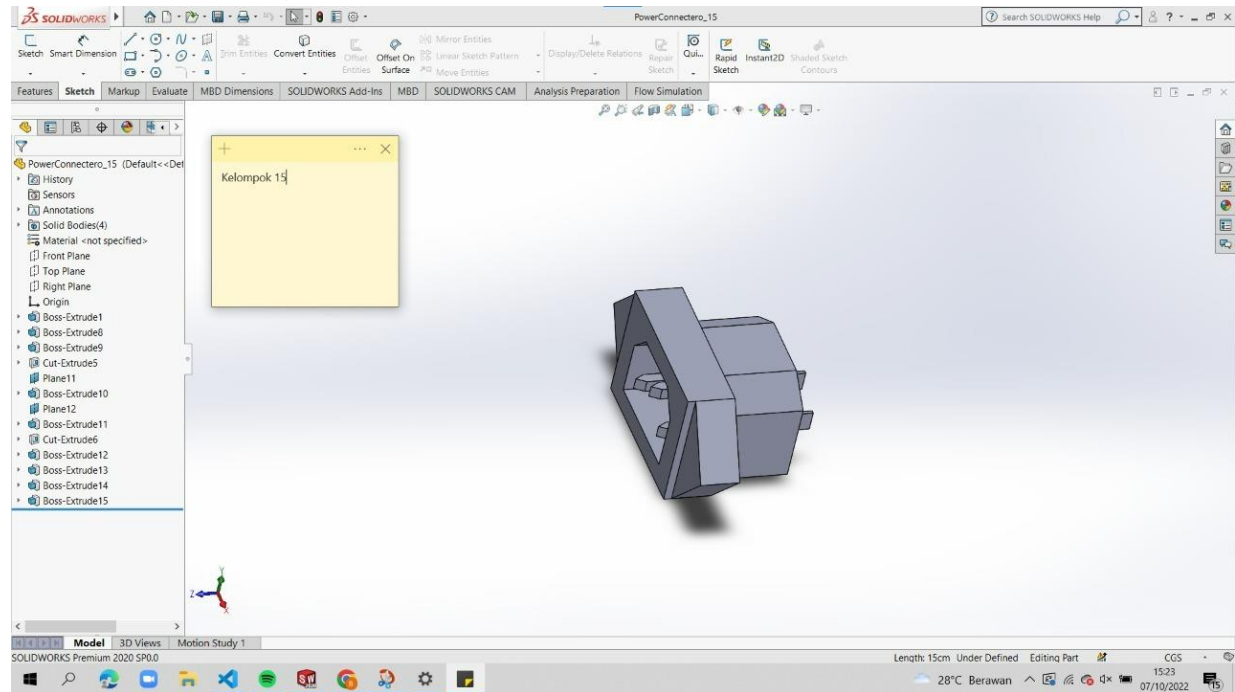 SOLIDWORKS
PowerConnectero_15
Search SOLIDWORKS Help
Sketch
Smart Dimension
Trim Entities
Convert Entities
Offset Entities
Offset On Surface
Mirror Entities
Linear Sketch Pattern
Move Entities
Display/Delete Relations
Repair Sketch
Qui...
Rapid Sketch
Instant2D
Shaded Sketch Contours
Features
Sketch
Markup
Evaluate
MBD Dimensions
SOLIDWORKS Add-Ins
MBD
SOLIDWORKS CAM
Analysis Preparation
Flow Simulation
PowerConnectero_15 (Default<<Def
History
Sensors
Annotations
Solid Bodies(4)
Material <not specified>
Front Plane
Top Plane
Right Plane
Origin
Boss-Extrude1
Boss-Extrude8
Boss-Extrude9
Cut-Extrude5
Plane11
Boss-Extrude10
Plane12
Boss-Extrude11
Cut-Extrude6
Boss-Extrude12
Boss-Extrude13
Boss-Extrude14
Boss-Extrude15
Kelompok 15
Y
Z
X
Model
3D Views
Motion Study 1
SOLIDWORKS Premium 2020 SP0.0
Length: 15cm Under Defined Editing Part
CGS
28°C Berawan
15:23
07/10/2022
15